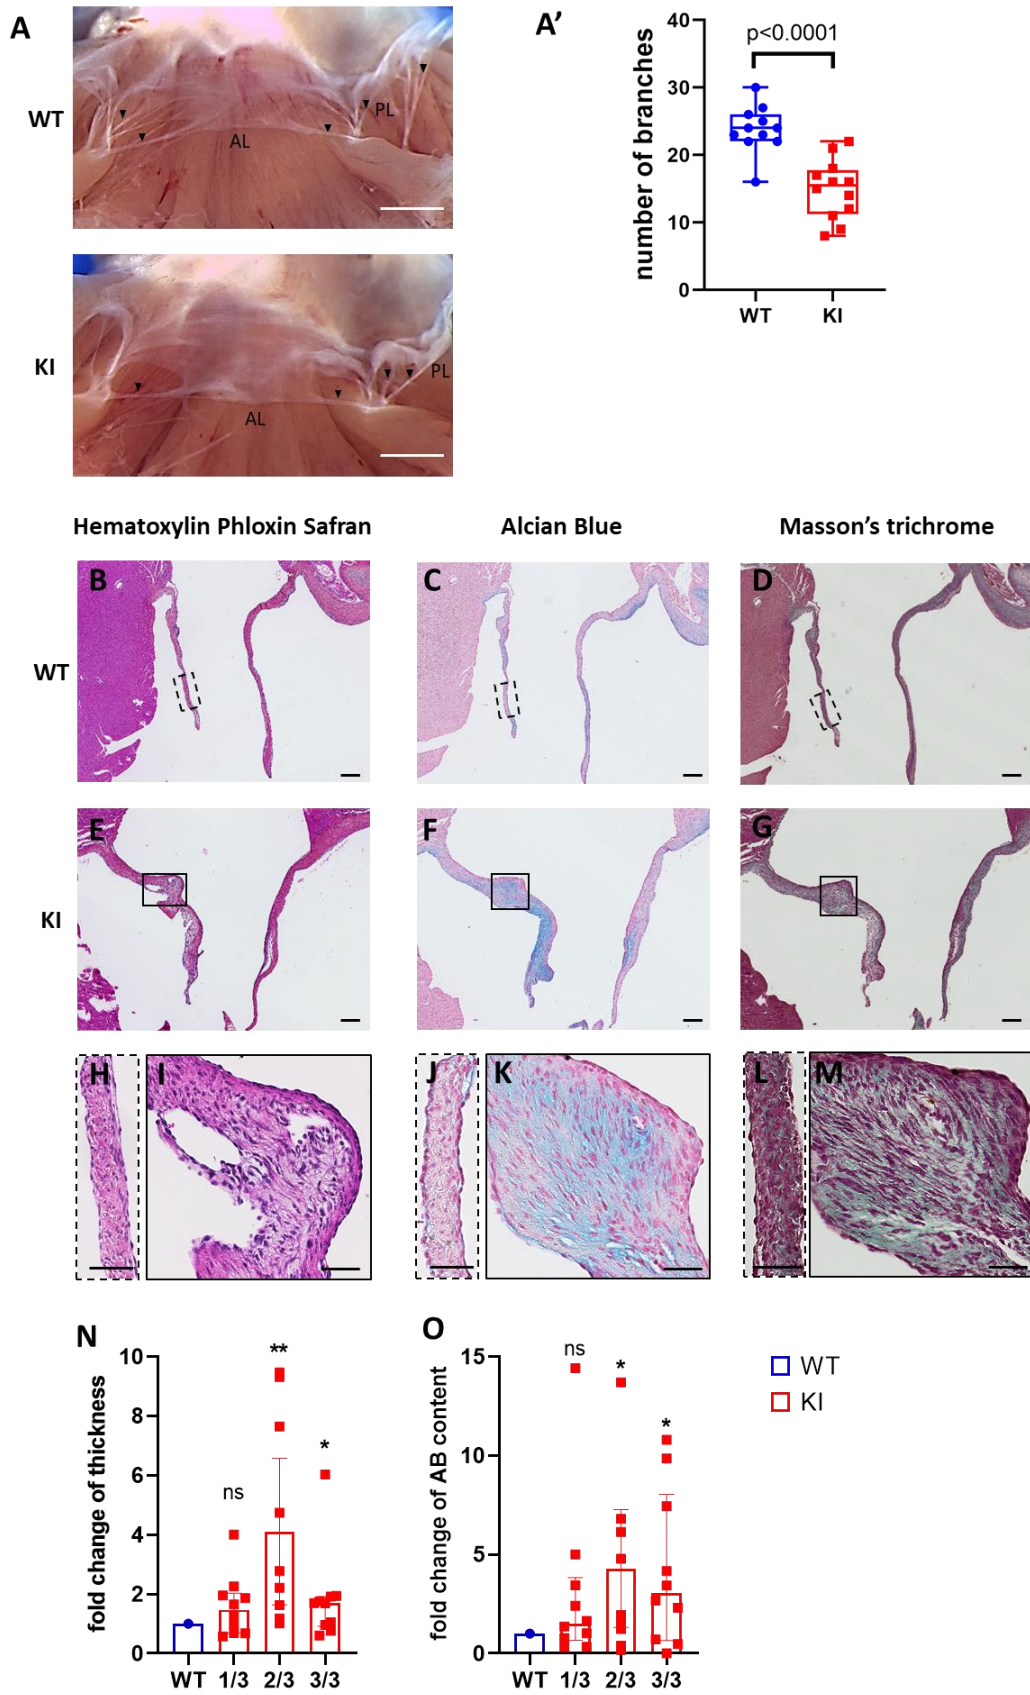 A
WT
AL
PL
KI
AL
PL
A'
number of branches
40
30
20
10
0
p<0.0001
WT
KI
Hematoxylin Phloxin Safran
Alcian Blue
Masson's trichrome
WT
B
C
D
KI
E
F
G
H
I
J
K
L
M
N
fold change of thickness
10
8
6
4
2
0
ns
**
*
WT
1/3
2/3
3/3
O
fold change of AB content
15
10
5
0
ns
*
*
WT
1/3
2/3
3/3
WT
KI